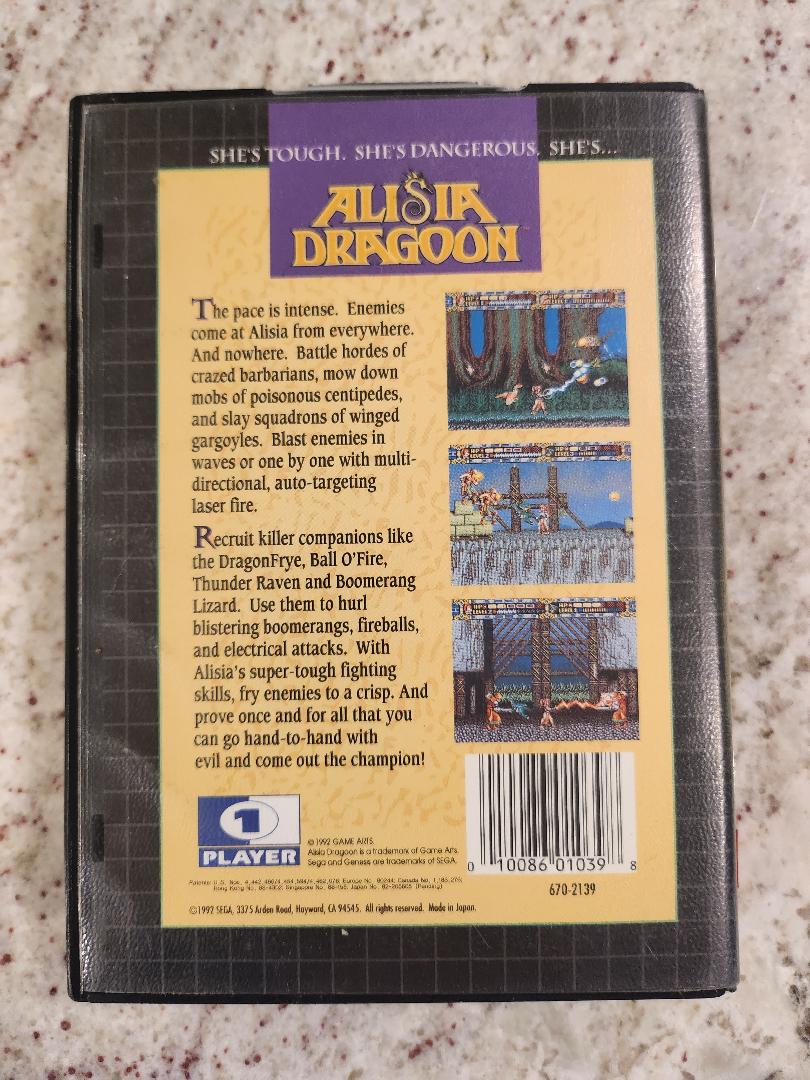 SHE'S TOUGH. SHE'S DANGEROUS. SHE'S...
ALISIA
DRAGOON
The pace is intense. Enemies
come at Alisia from everywhere.
And nowhere. Battle hordes of
crazed barbarians, mow down
mobs of poisonous centipedes,
and slay squadrons of winged
gargoyles. Blast enemies in
waves or one by one with multi-
directional, auto-targeting
laser fire.
Recruit killer companions like
the DragonFrye, Ball O'Fire,
Thunder Raven and Boomerang
Lizard. Use them to hurl
blistering boomerangs, fireballs,
and electrical attacks. With
Alisia's super-tough fighting
skills, fry enemies to a crisp. And
prove once and for all that you
can go hand-to-hand with
evil and come out the champion!
1
PLAYER
© 1992 GAME ARTS.
Alisia Dragoon is a trademark of Game Arts.
Sega and Genesis are trademarks of SEGA.
0 10086 01039 8
670-2139
Patents: U.S. Nos.
©1992 SEGA, 3375 Arden Road, Hayward, CA 94545. All rights reserved. Made in Japan.